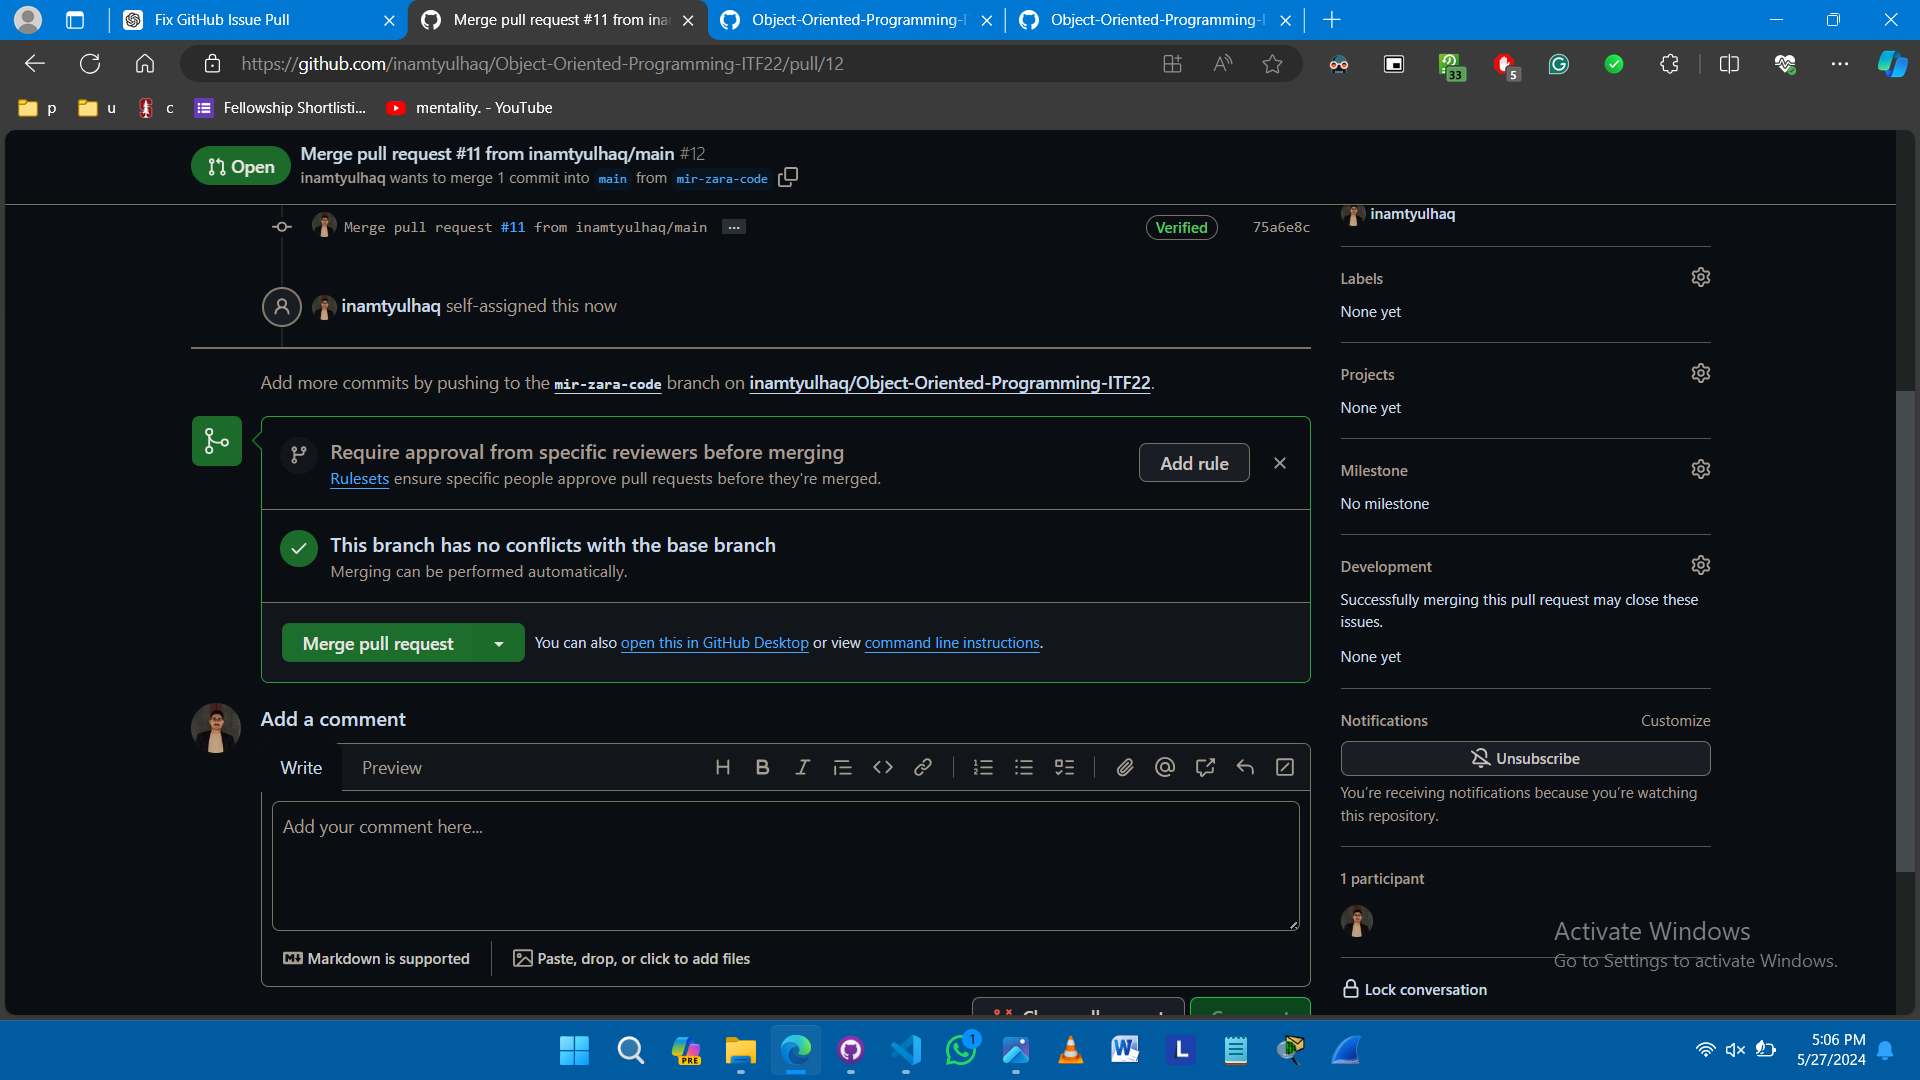 Fix GitHub Issue Pull
Merge pull request #11 from ina
Object-Oriented-Programming-I
Object-Oriented-Programming-I
https://github.com/inamtyulhaq/Object-Oriented-Programming-ITF22/pull/12
33
5
p
u
c
Fellowship Shortlisti...
mentality. - YouTube
Open
Merge pull request #11 from inamtyulhaq/main #12
inamtyulhaq wants to merge 1 commit into main from mir-zara-code
Merge pull request #11 from inamtyulhaq/main ...
Verified
75a6e8c
inamtyulhaq self-assigned this now
Add more commits by pushing to the mir-zara-code branch on inamtyulhaq/Object-Oriented-Programming-ITF22.
Require approval from specific reviewers before merging
Rulesets ensure specific people approve pull requests before they're merged.
Add rule
This branch has no conflicts with the base branch
Merging can be performed automatically.
Merge pull request
You can also open this in GitHub Desktop or view command line instructions.
Add a comment
Write
Preview
Add your comment here...
Markdown is supported
Paste, drop, or click to add files
inamtyulhaq
Labels
None yet
Projects
None yet
Milestone
No milestone
Development
Successfully merging this pull request may close these
issues.
None yet
Notifications
Customize
Unsubscribe
You're receiving notifications because you're watching
this repository.
1 participant
Activate Windows
Go to Settings to activate Windows.
Lock conversation
PRE
1
L
5:06 PM
5/27/2024